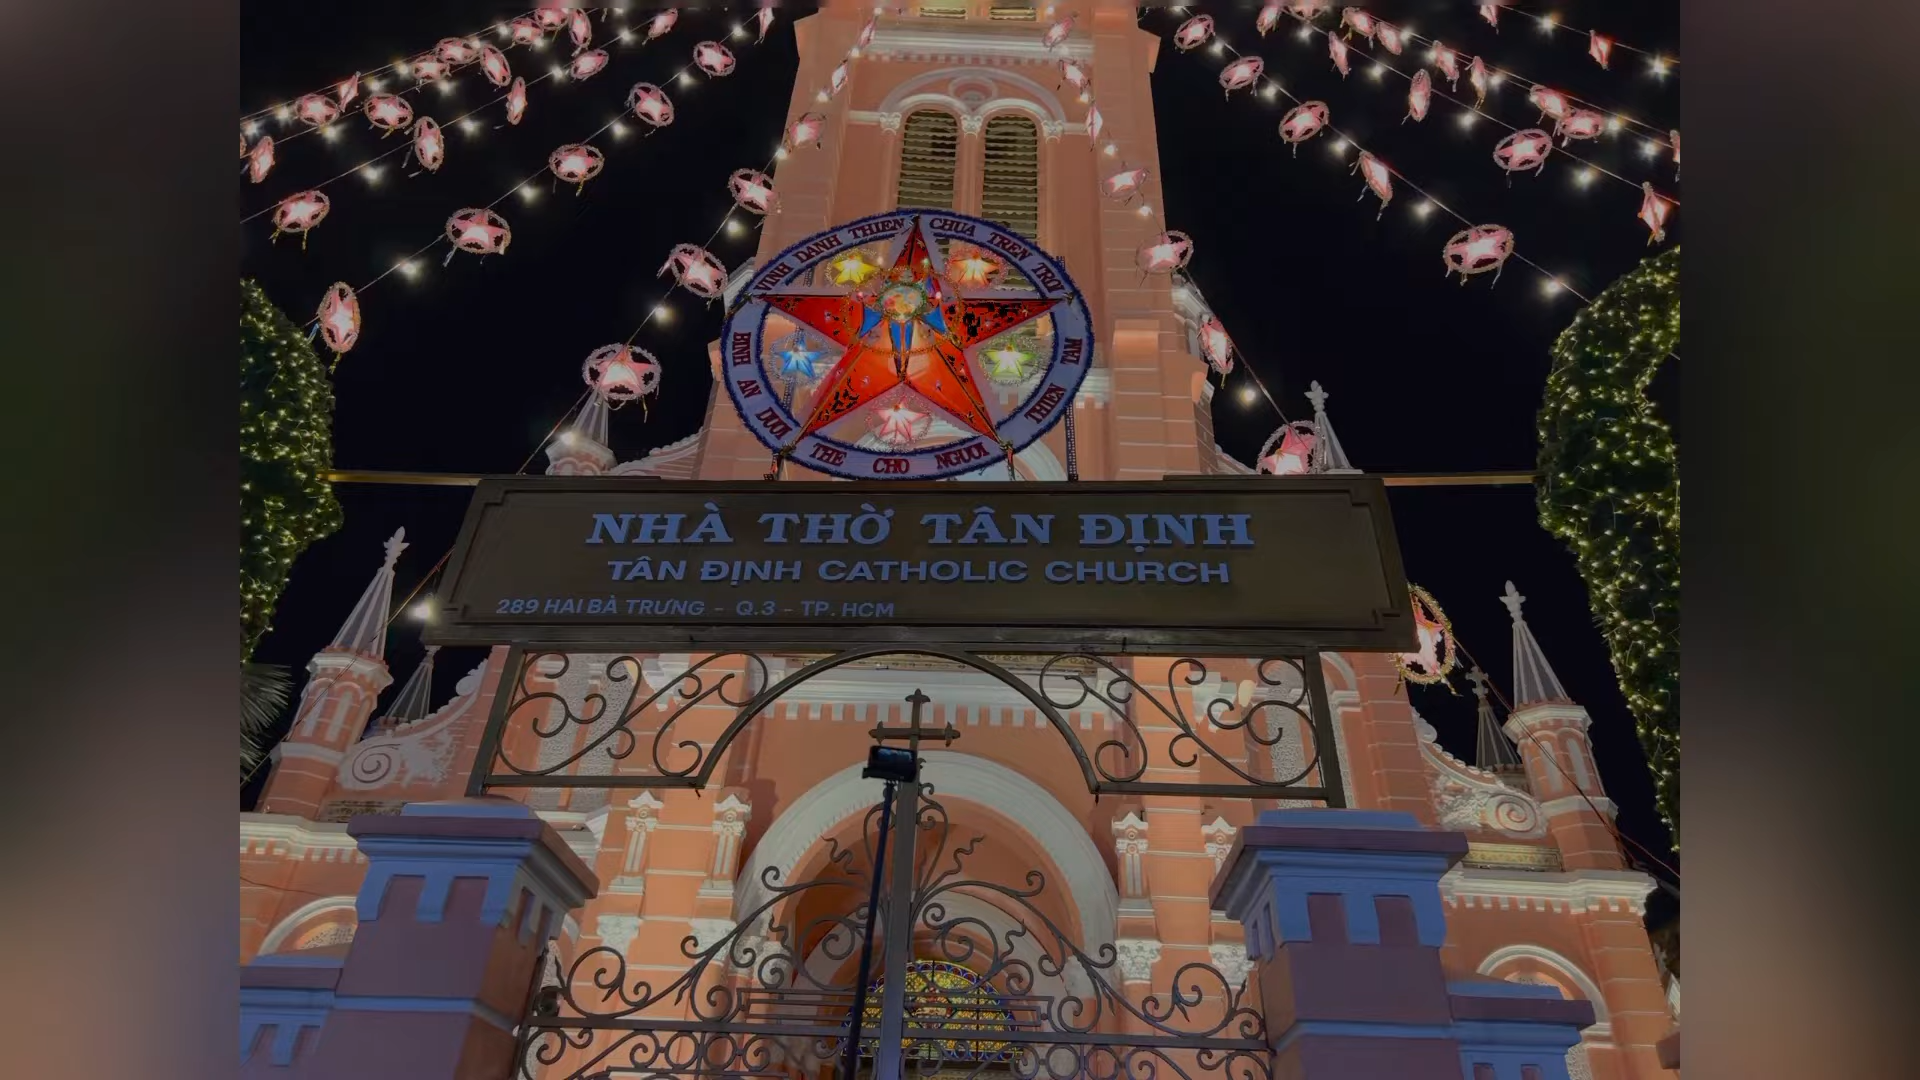 VINH DANH THIEN CHUA TREN TROI
BINH AN DUOI THE CHO NGUOI THIEN TAM
NHÀ THỜ TÂN ĐỊNH
TÂN ĐỊNH CATHOLIC CHURCH
289 HAI BÀ TRƯNG - Q.3 - TP. HCM